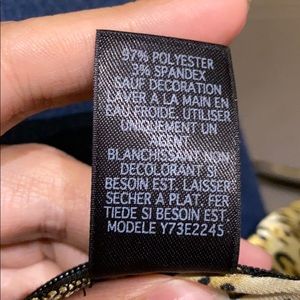 97% POLYESTER
3% SPANDEX
SAUF DECORATION
LAVER A LA MAIN EN
EAU FROIDE. UTILISER
UNIQUEMENT UN
AGENT
BLANCHISSANT NON
DECOLORANT SI
BESOIN EST. LAISSER
SECHER A PLAT. FER
TIEDE SI BESOIN EST.
MODELE Y73E2245